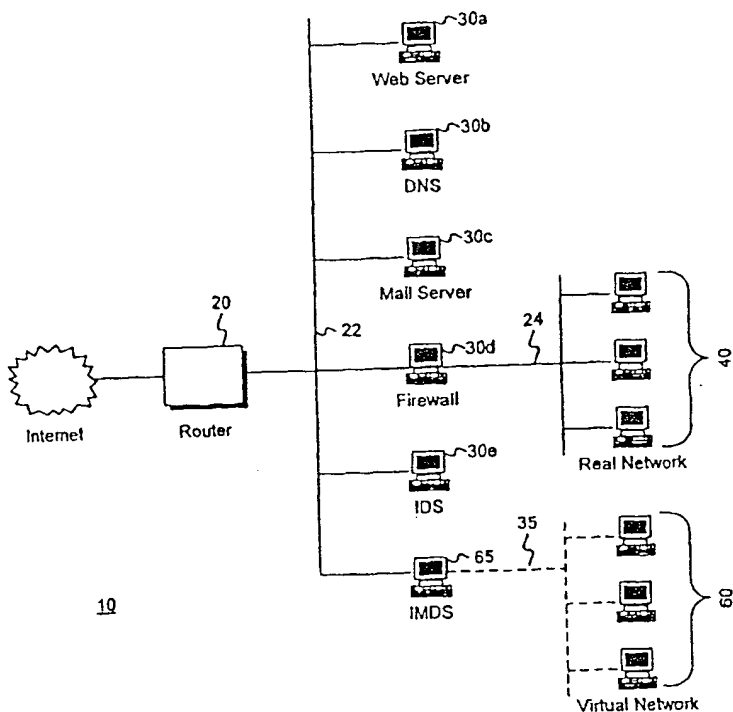 30a
Web Server
30b
DNS
30c
Mail Server
20
22
30d
24
40
Internet
Router
Firewall
Real Network
30e
IDS
35
65
IMDS
60
10
Virtual Network